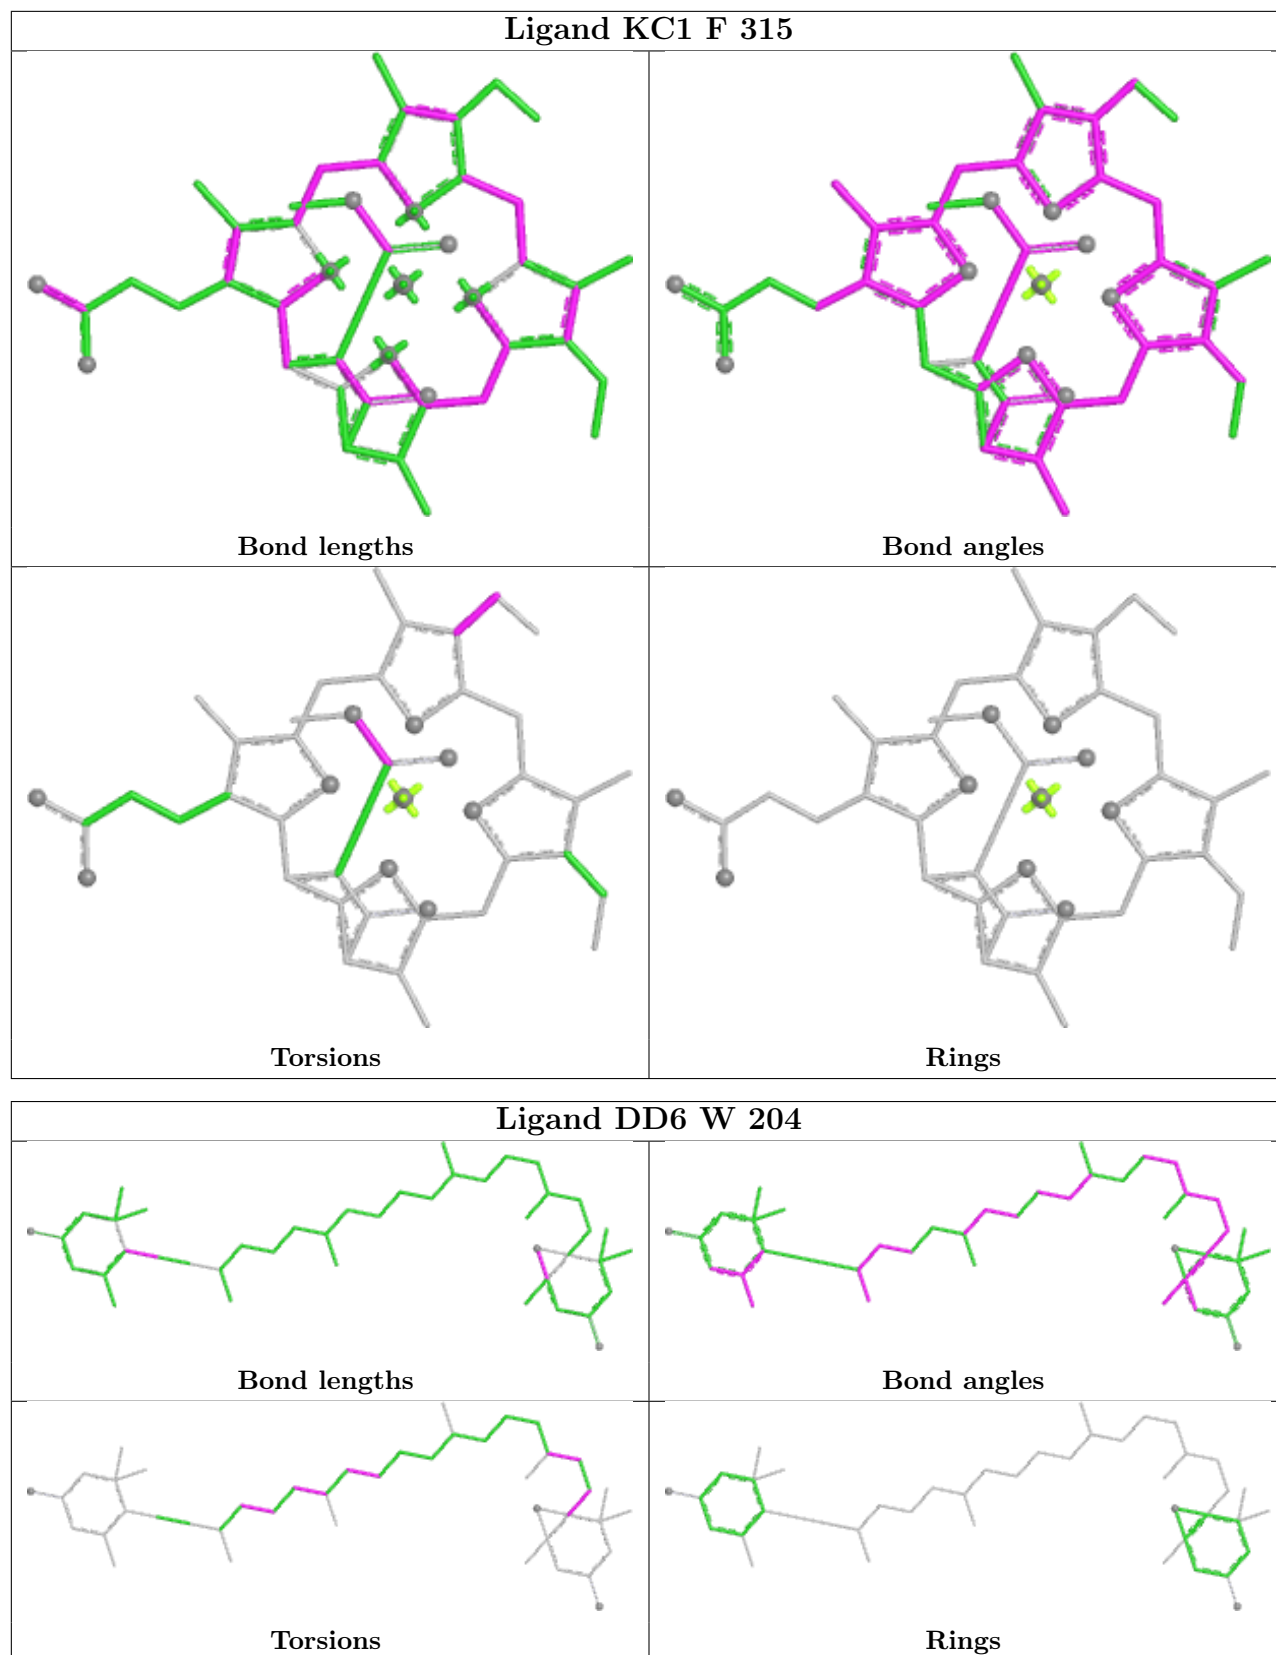 Ligand KC1 F 315
Bond lengths
Bond angles
Torsions
Rings
Ligand DD6 W 204
Bond lengths
Bond angles
Torsions
Rings